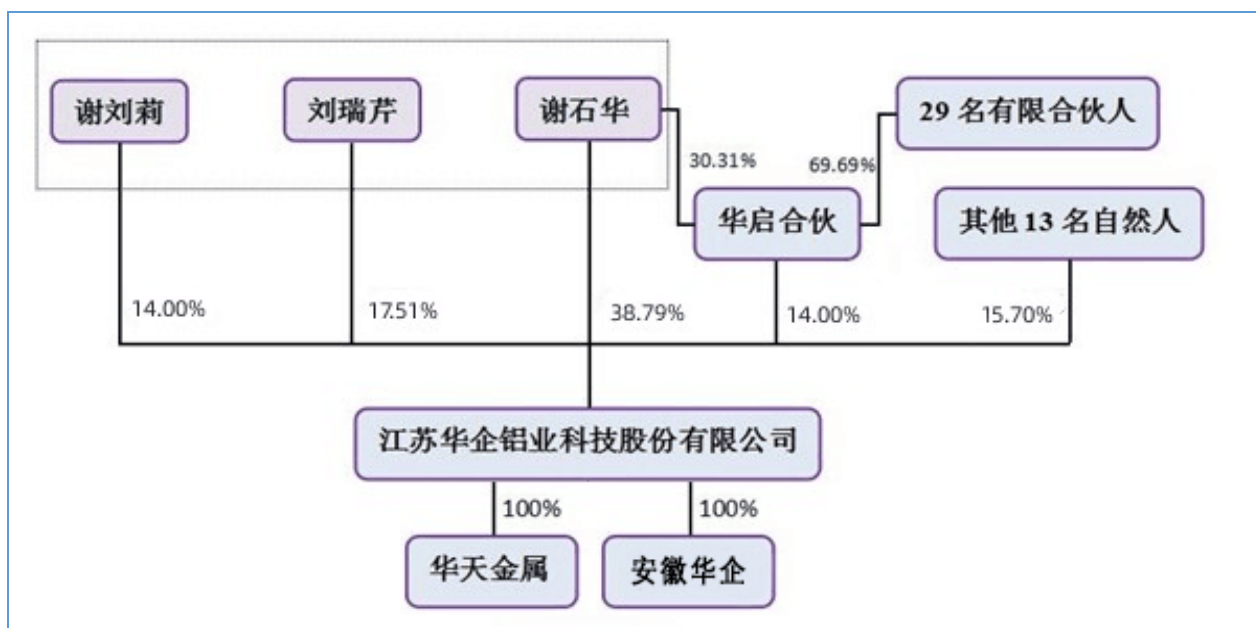 谢刘莉
刘瑞芹
谢石华
29 名有限合伙人
30.31%
69.69%
华启合伙
其他 13 名自然人
14.00%
17.51%
38.79%
14.00%
15.70%
江苏华企铝业科技股份有限公司
100%
100%
华天金属
安徽华企